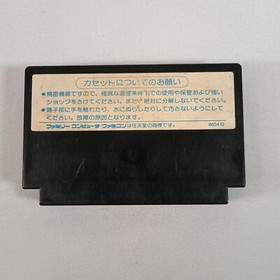 カセットについてのお願い
●精密機器ですので、極端な温度条件下での使用や保管および強い
ショックをさけてください。また、絶対に分解しないでください。
●端子部に手を触れたり、水にぬらしたりして汚さないようにして
ください。故障の原因となります。
ファミリーコンピュータ・ファミコンは任天堂の商標です。